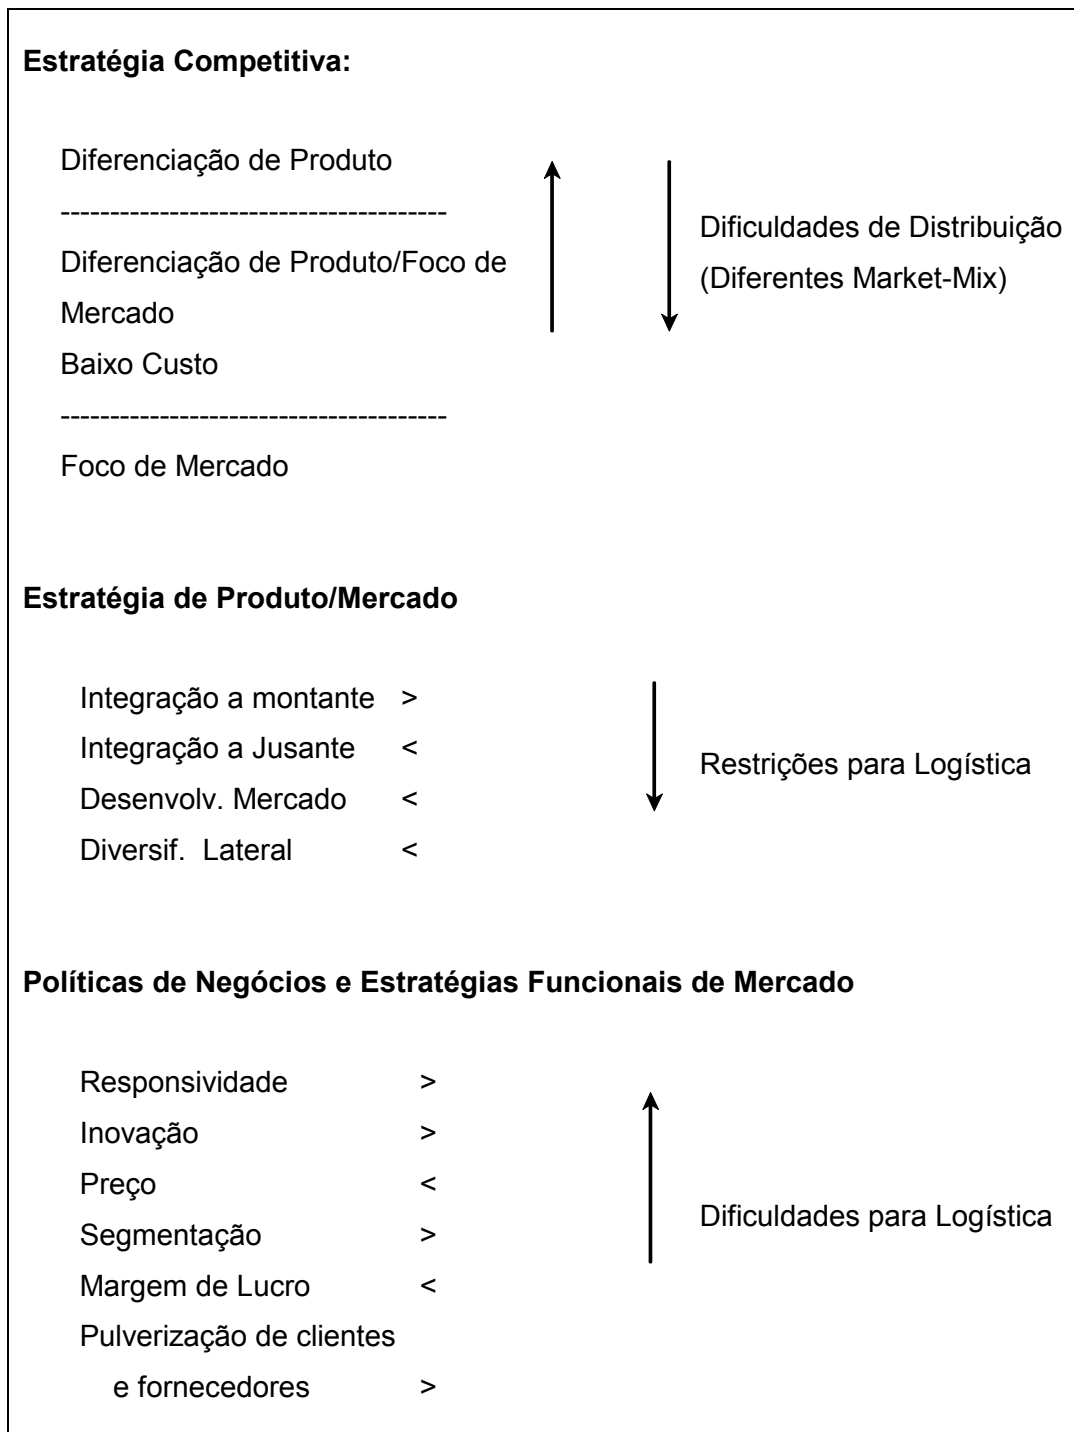 Estratégia Competitiva:
Diferenciação de Produto
---------------------------------------
Dificuldades de Distribuição
Diferenciação de Produto/Foco de
(Diferentes Market-Mix)
Mercado
Baixo Custo
---------------------------------------
Foco de Mercado
Estratégia de Produto/Mercado
Integração a montante >
Integração a Jusante <
Restrições para Logística
Desenvolv. Mercado <
Diversif. Lateral <
Políticas de Negócios e Estratégias Funcionais de Mercado
Responsividade >
Inovação >
Preço <
Dificuldades para Logística
Segmentação >
Margem de Lucro <
Pulverização de clientes
e fornecedores >